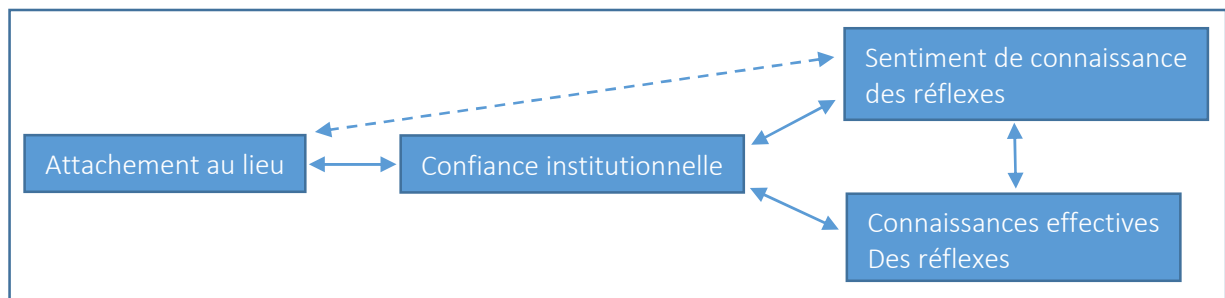 Sentiment de connaissance
des réflexes
Attachement au lieu
Confiance institutionnelle
Connaissances effectives
Des réflexes